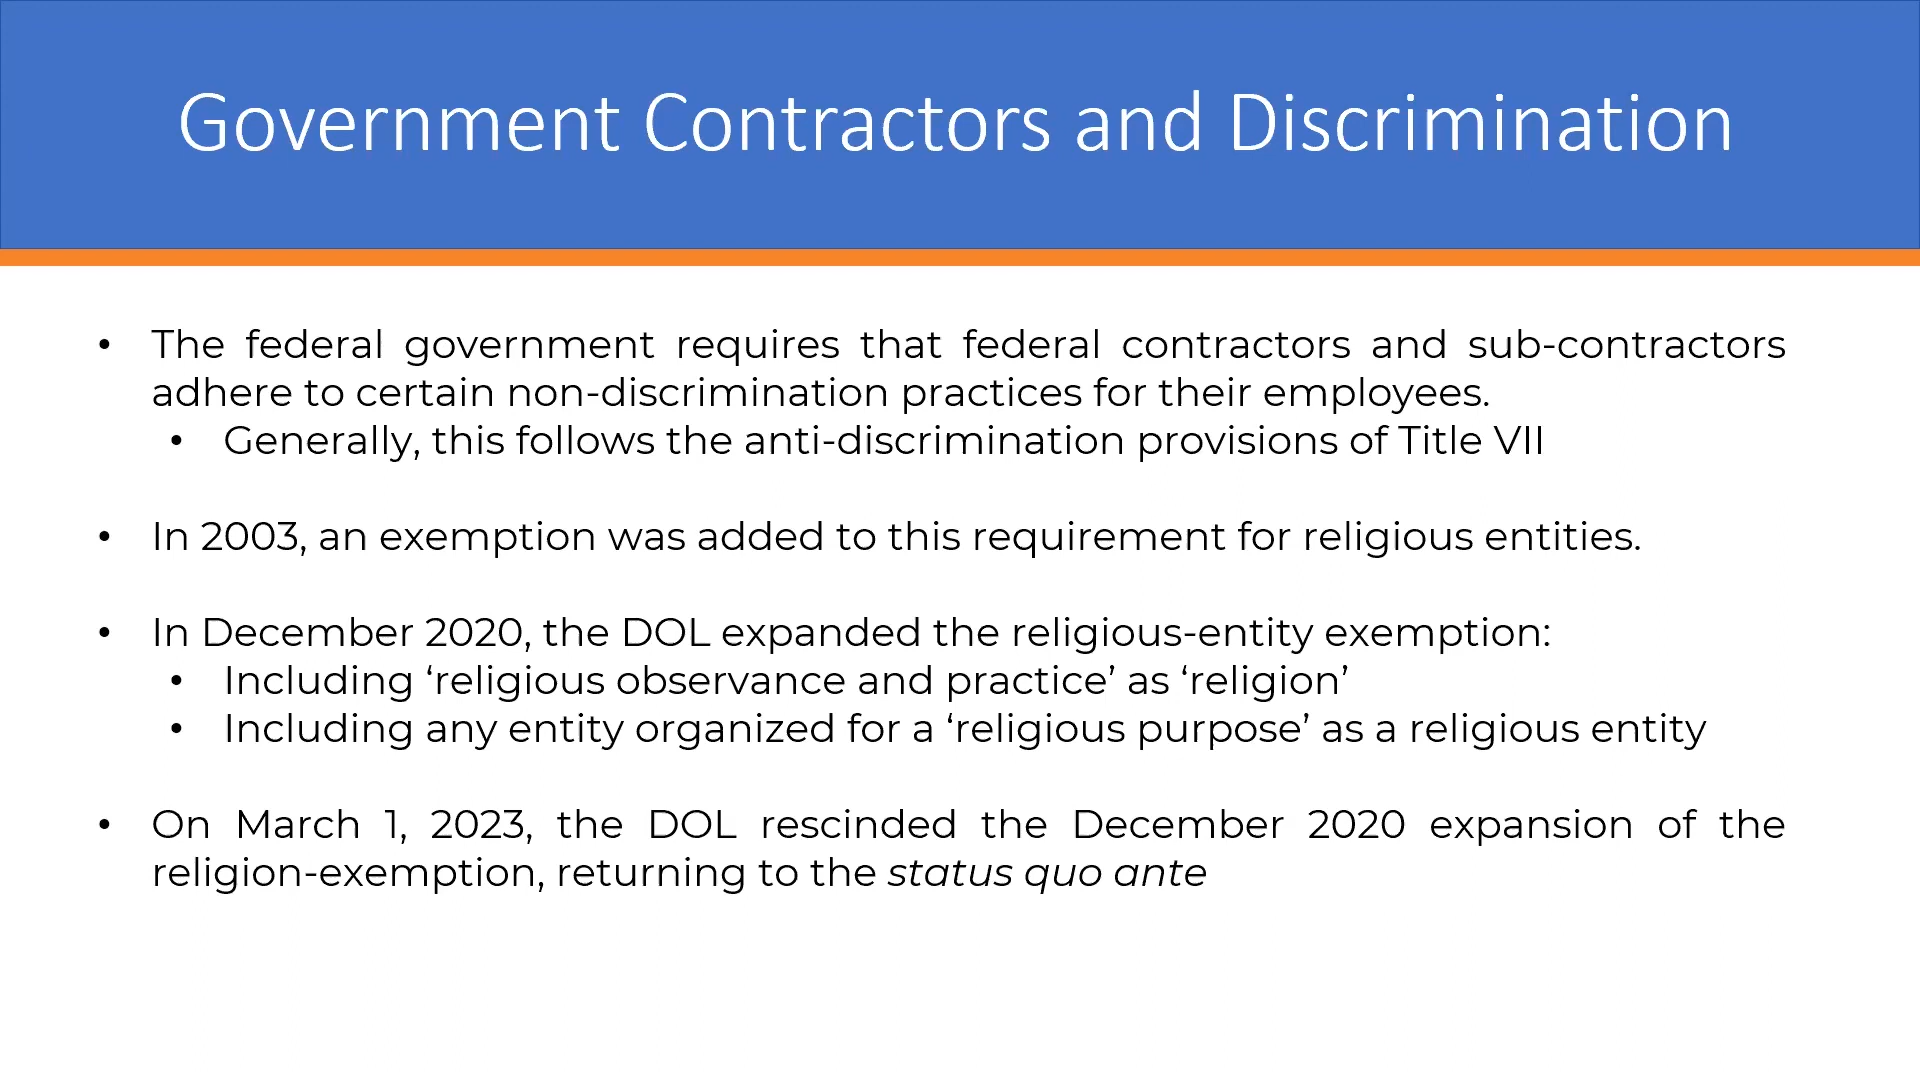 Government Contractors and Discrimination
• The federal government requires that federal contractors and sub-contractors
adhere to certain non-discrimination practices for their employees.
• Generally, this follows the anti-discrimination provisions of Title VII
• In 2003, an exemption was added to this requirement for religious entities.
• In December 2020, the DOL expanded the religious-entity exemption:
• Including ‘religious observance and practice’ as ‘religion’
• Including any entity organized for a ‘religious purpose’ as a religious entity
• On March 1, 2023, the DOL rescinded the December 2020 expansion of the
religion-exemption, returning to the status quo ante